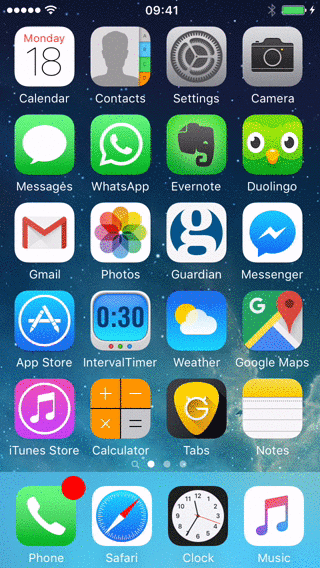 09:41
Monday
18
Calendar Contacts Settings Camera
Messages WhatsApp Evernote Duolingo
g
Gmail Photos Guardian Messenger
0:30
G
App Store IntervalTimer Weather Google Maps
G
iTunes Store Calculator Tabs Notes
Phone Safari Clock Music